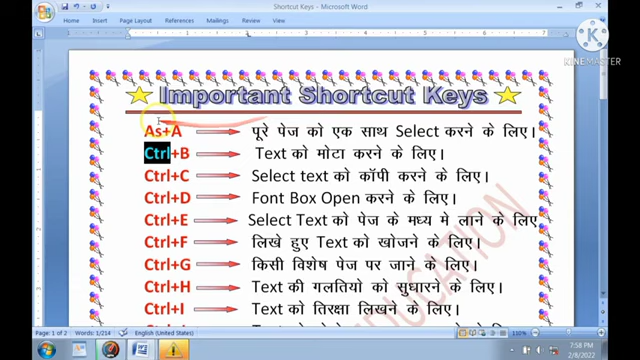 Shortcut Keys - Microsoft Word
Home Insert Page Layout References Mailings Review View
KINEMASTER
Important Shortcut Keys
As+A पूरे पेज को एक साथ Select करने के लिए।
Ctrl+B Text को मोटा करने के लिए।
Ctrl+C Select text को कॉपी करने के लिए।
Ctrl+D Font Box Open करने के लिए।
Ctrl+E Select Text को पेज के मध्य मे लाने के लिए
Ctrl+F लिखे हुए Text को खोजने के लिए।
Ctrl+G किसी विशेष पेज पर जाने के लिए।
Ctrl+H Text की गलतियो को सुधारने के लिए।
Ctrl+I Text को तिरक्षा लिखने के लिए।
EDUCATION
Page: 1 of 2 Words: 1/214 English (United States) 110%
7:58 PM
2/8/2022